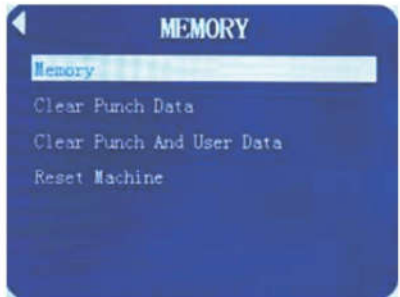 MEMORY
Memory
Clear Punch Data
Clear Punch And User Data
Reset Machine